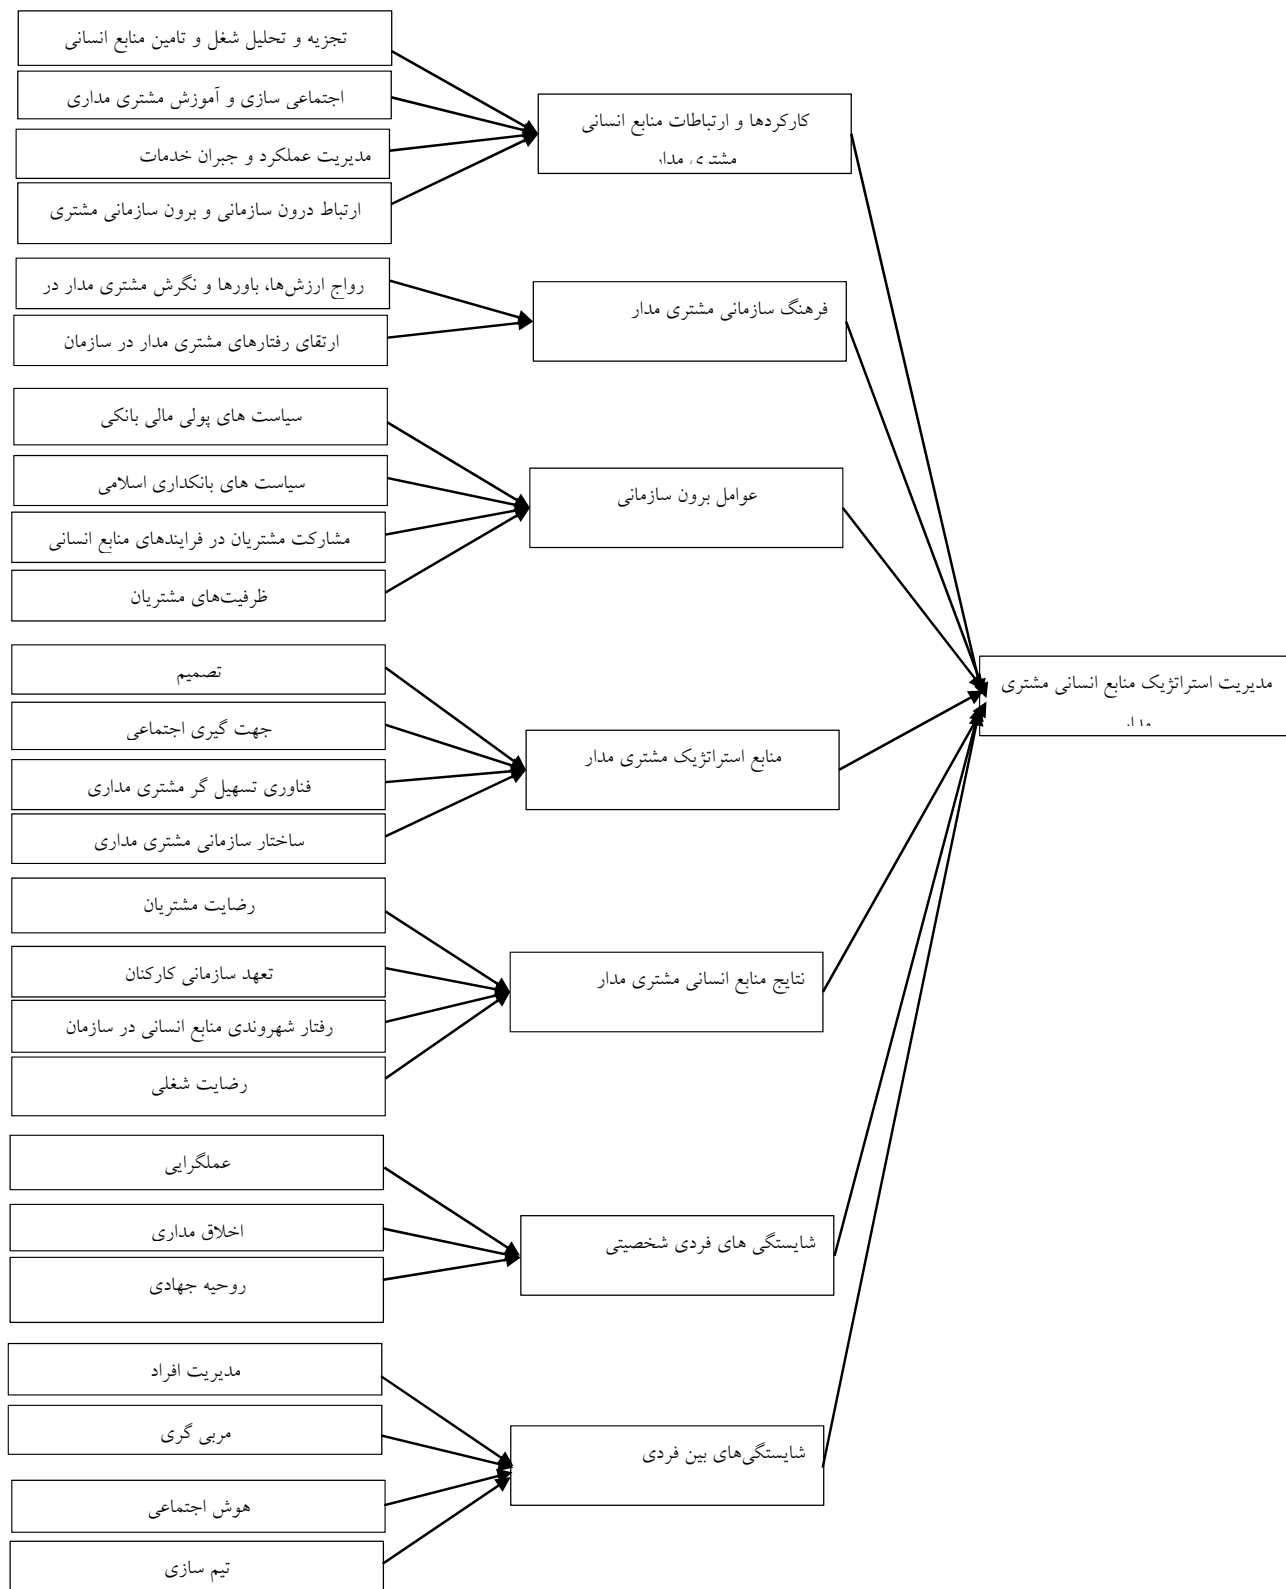 تجزیه و تحلیل شغل و تامین منابع انسانی
اجتماعی سازی و آموزش مشتری مداری
مدیریت عملکرد و جبران خدمات
ارتباط درون سازمانی و برون سازمانی مشتری
کارکردها و ارتباطات منابع انسانی
مشتری مدار
رواج ارزش‌ها، باورها و نگرش مشتری مدار در
ارتقای رفتارهای مشتری مدار در سازمان
فرهنگ سازمانی مشتری مدار
سیاست های پولی مالی بانکی
سیاست های بانکداری اسلامی
مشارکت مشتریان در فرایندهای منابع انسانی
ظرفیت‌های مشتریان
عوامل برون سازمانی
تصمیم
جهت گیری اجتماعی
فناوری تسهیل گر مشتری مداری
ساختار سازمانی مشتری مداری
منابع استراتژیک مشتری مدار
رضایت مشتریان
تعهد سازمانی کارکنان
رفتار شهروندی منابع انسانی در سازمان
رضایت شغلی
نتایج منابع انسانی مشتری مدار
عملگرایی
اخلاق مداری
روحیه جهادی
شایستگی های فردی شخصیتی
مدیریت افراد
مربی گری
هوش اجتماعی
تیم سازی
شایستگی‌های بین فردی
مدیریت استراتژیک منابع انسانی مشتری
مدار